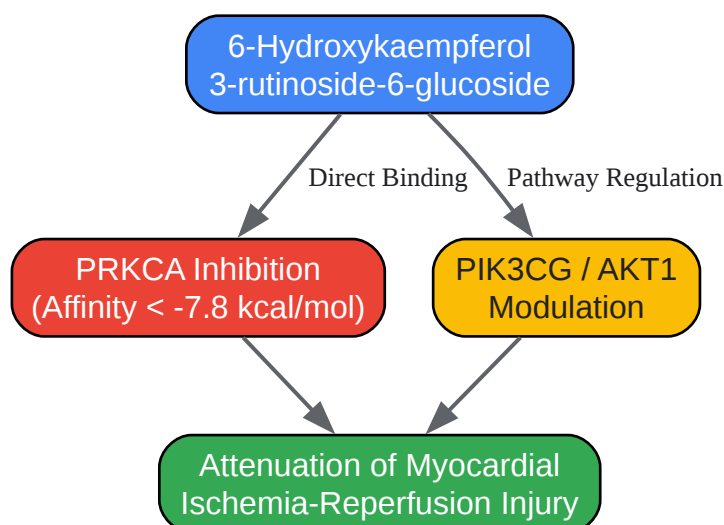 6-Hydroxykaempferol
3-rutinoside-6-glucoside
Direct Binding
Pathway Regulation
PRKCA Inhibition
(Affinity < -7.8 kcal/mol)
PIK3CG / AKT1
Modulation
Attenuation of Myocardial
Ischemia-Reperfusion Injury